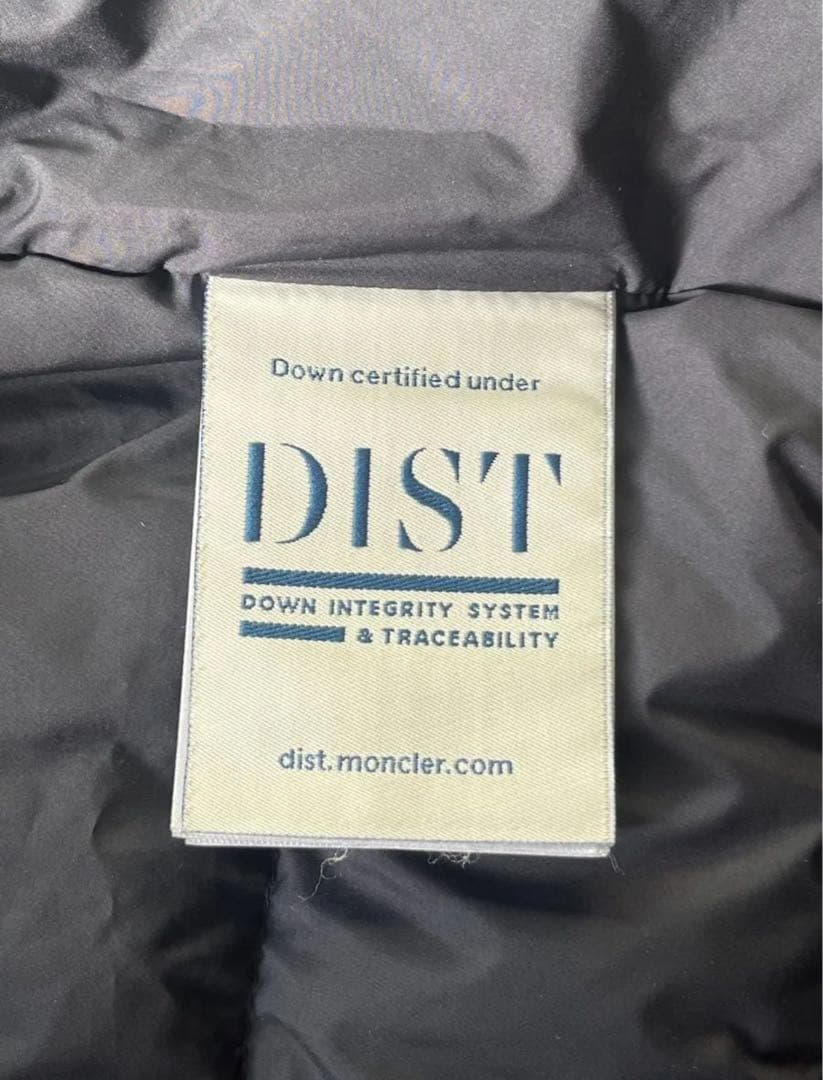 Down certified under
DIST
DOWN INTEGRITY SYSTEM
& TRACEABILITY
dist.moncler.com